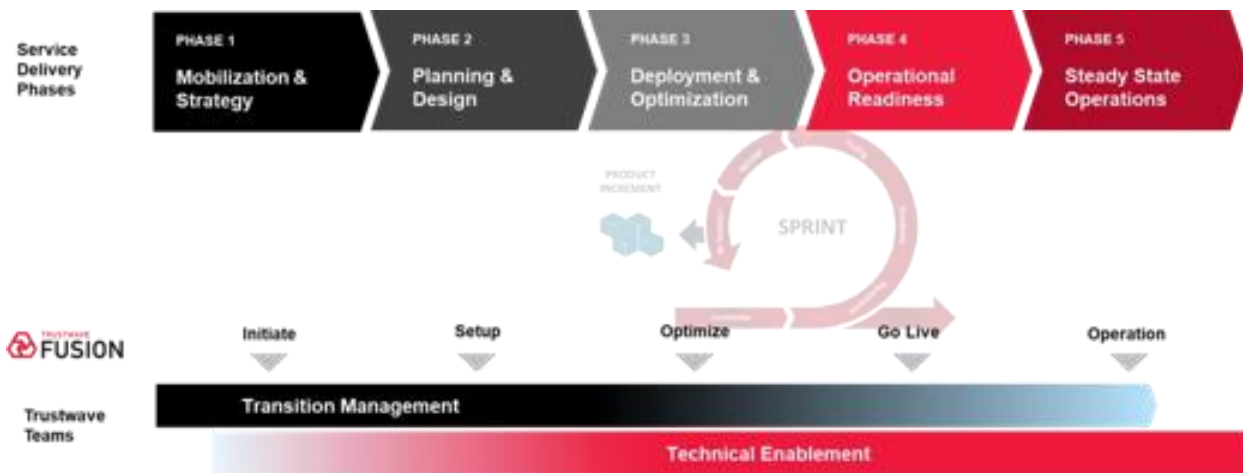 Service
Delivery
Phases
PHASE 1
Mobilization &
Strategy
PHASE 2
Planning &
Design
PHASE 3
Deployment &
Optimization
PHASE 4
Operational
Readiness
PHASE 5
Steady State
Operations
PRODUCT
INCREMENT
SPRINT
TRUSTWAVE
FUSION
Initiate
Setup
Optimize
Go Live
Operation
Trustwave
Teams
Transition Management
Technical Enablement